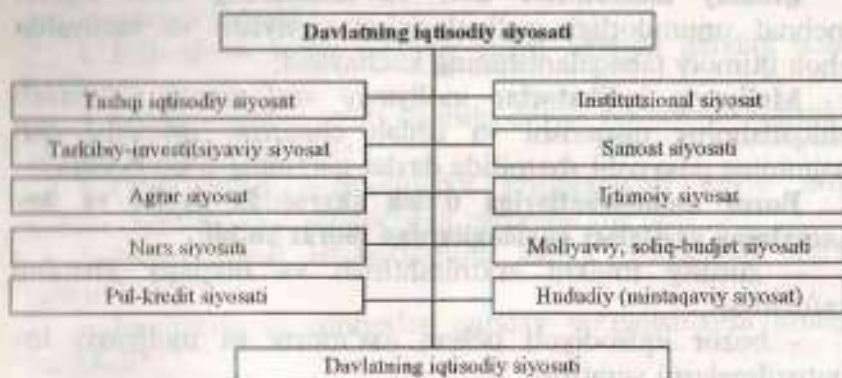 Davlatning iqtisodiy siyosati
Tashqi iqtisodiy siyosat
Institutsional siyosat
Tarkibiy-investitsiyaviy siyosat
Sanoat siyosati
Agrar siyosat
Ijtimoiy siyosat
Narx siyosati
Moliyaviy, soliq-budjet siyosati
Pul-kredit siyosati
Hududiy (mintaqaviy siyosat)
Davlatning iqtisodiy siyosati